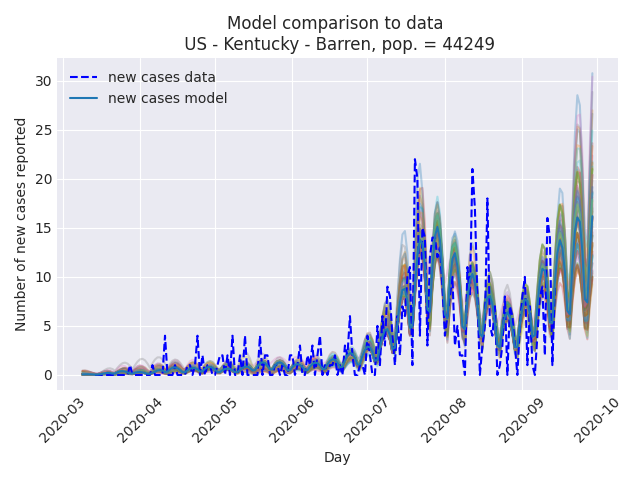 Model comparison to data
US - Kentucky - Barren, pop. = 44249
new cases data
new cases model
Number of new cases reported
30
25
20
15
10
5
0
2020-03
2020-04
2020-05
2020-06
2020-07
2020-08
2020-09
2020-10
Day